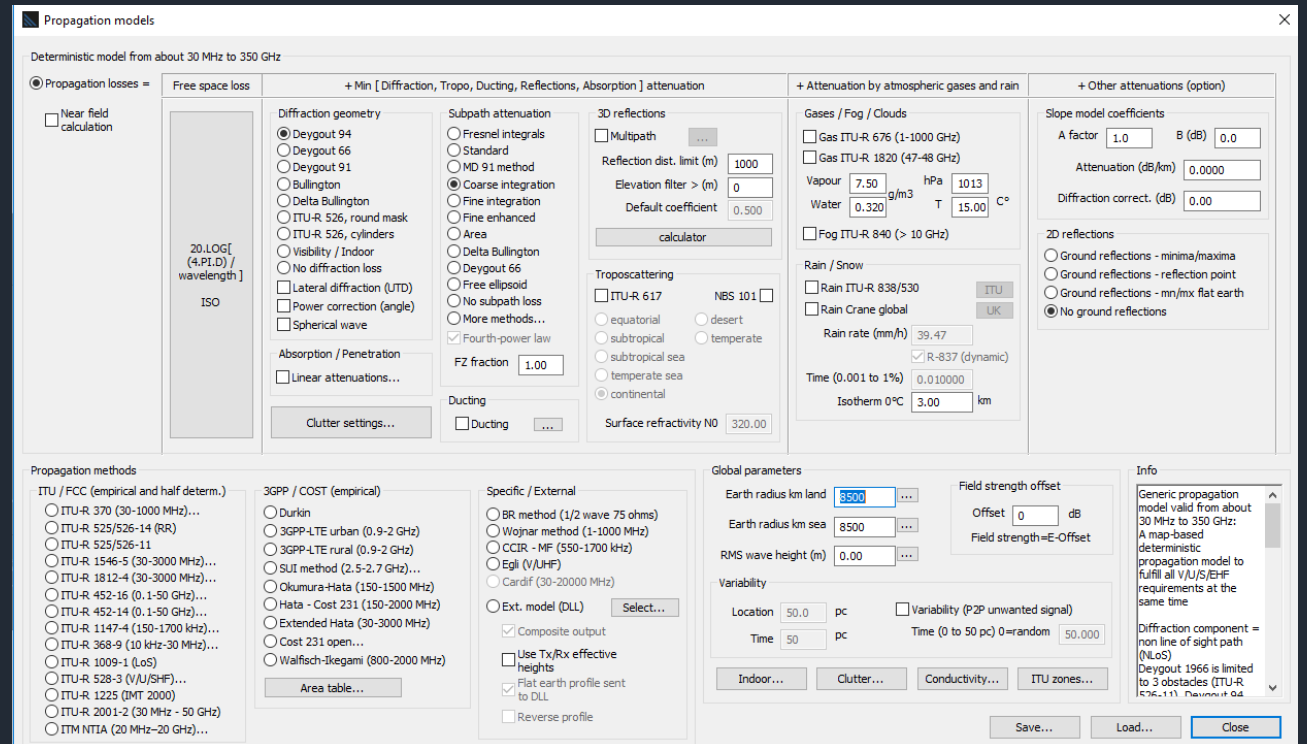 Propagation models
Deterministic model from about 30 MHz to 350 GHz
Propagation losses =
Near field
calculation
Free space loss
20.LOG[
(4.PI.D) /
wavelength ]
ISO
+ Min [ Diffraction, Tropo, Ducting, Reflections, Absorption ] attenuation
Diffraction geometry
Deygout 94
Deygout 66
Deygout 91
Bullington
Delta Bullington
ITU-R 526, round mask
ITU-R 526, cylinders
Visibility / Indoor
No diffraction loss
Lateral diffraction (UTD)
Power correction (angle)
Spherical wave
Absorption / Penetration
Linear attenuations...
Clutter settings...
Subpath attenuation
Fresnel integrals
Standard
MD 91 method
Coarse integration
Fine integration
Fine enhanced
Area
Delta Bullington
Deygout 66
Free ellipsoid
No subpath loss
More methods...
Fourth-power law
FZ fraction 1.00
Ducting
Ducting ...
3D reflections
Multipath ...
Reflection dist. limit (m) 1000
Elevation filter > (m) 0
Default coefficient 0.500
calculator
Troposcattering
ITU-R 617 NBS 101
equatorial desert
subtropical temperate
subtropical sea
temperate sea
continental
Surface refractivity N0 320.00
+ Attenuation by atmospheric gases and rain
Gases / Fog / Clouds
Gas ITU-R 676 (1-1000 GHz)
Gas ITU-R 1820 (47-48 GHz)
Vapour 7.50 g/m3 hPa 1013
Water 0.320 T 15.00 C°
Fog ITU-R 840 (> 10 GHz)
Rain / Snow
Rain ITU-R 838/530 ITU
Rain Crane global UK
Rain rate (mm/h) 39.47
R-837 (dynamic)
Time (0.001 to 1%) 0.010000
Isotherm 0°C 3.00 km
+ Other attenuations (option)
Slope model coefficients
A factor 1.0 B (dB) 0.0
Attenuation (dB/km) 0.0000
Diffraction correct. (dB) 0.00
2D reflections
Ground reflections - minima/maxima
Ground reflections - reflection point
Ground reflections - mn/mx flat earth
No ground reflections
Propagation methods
ITU / FCC (empirical and half determ.)
ITU-R 370 (30-1000 MHz)...
ITU-R 525/526-14 (RR)
ITU-R 525/526-11
ITU-R 1546-5 (30-3000 MHz)...
ITU-R 1812-4 (30-3000 MHz)...
ITU-R 452-16 (0.1-50 GHz)...
ITU-R 452-14 (0.1-50 GHz)...
ITU-R 1147-4 (150-1700 kHz)...
ITU-R 368-9 (10 kHz-30 MHz)...
ITU-R 1009-1 (LoS)
ITU-R 528-3 (V/U/SHF)...
ITU-R 1225 (IMT 2000)
ITU-R 2001-2 (30 MHz - 50 GHz)
ITM NTIA (20 MHz–20 GHz)...
3GPP / COST (empirical)
Durkin
3GPP-LTE urban (0.9-2 GHz)
3GPP-LTE rural (0.9-2 GHz)
SUI method (2.5-2.7 GHz)...
Okumura-Hata (150-1500 MHz)
Hata - Cost 231 (150-2000 MHz)
Extended Hata (30-3000 MHz)
Cost 231 open...
Walfisch-Ikegami (800-2000 MHz)
Area table...
Specific / External
BR method (1/2 wave 75 ohms)
Wojnar method (1-1000 MHz)
CCIR - MF (550-1700 kHz)
Egli (V/UHF)
Cardif (30-20000 MHz)
Ext. model (DLL) Select...
Composite output
Use Tx/Rx effective
heights
Flat earth profile sent
to DLL
Reverse profile
Global parameters
Earth radius km land 8500 ...
Earth radius km sea 8500 ...
RMS wave height (m) 0.00 ...
Field strength offset
Offset 0 dB
Field strength=E-Offset
Variability
Location 50.0 pc
Time 50 pc
Variability (P2P unwanted signal)
Time (0 to 50 pc) 0=random 50.000
Indoor... Clutter... Conductivity... ITU zones...
Info
Generic propagation
model valid from about
30 MHz to 350 GHz:
A map-based
deterministic
propagation model to
fulfill all V/U/S/EHF
requirements at the
same time
Diffraction component =
non line of sight path
(NLoS)
Deygout 1966 is limited
to 3 obstacles (ITU-R
526-11). Deygout 94
Save... Load... Close